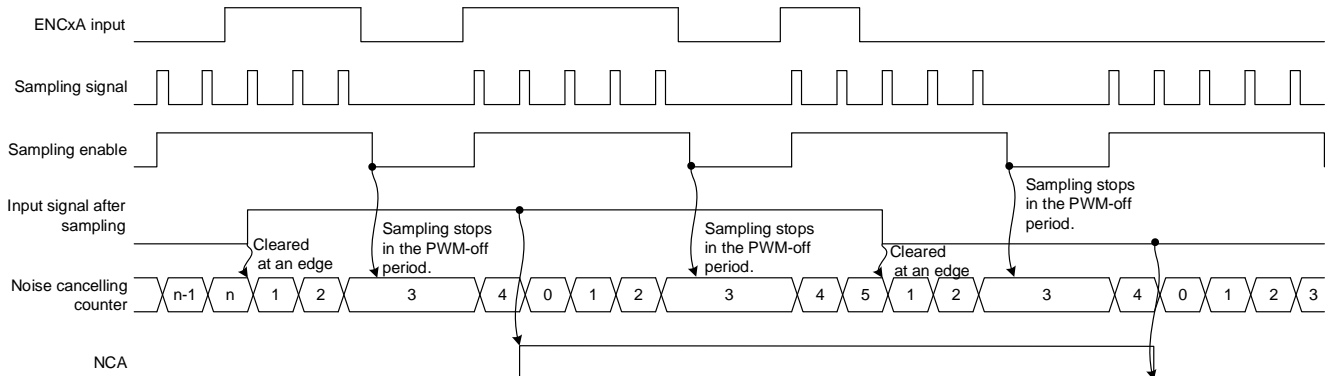 ENCxA input
Sampling signal
Sampling enable
Input signal after
sampling
Sampling stops
in the PWM-off
period.
Sampling stops
in the PWM-off
period.
Sampling stops
in the PWM-off
period.
Cleared
at an edge
Cleared
at an edge
Noise cancelling
counter
n-1 n 1 2 3 4 0 1 2 3 4 5 1 2 3 4 0 1 2 3
NCA